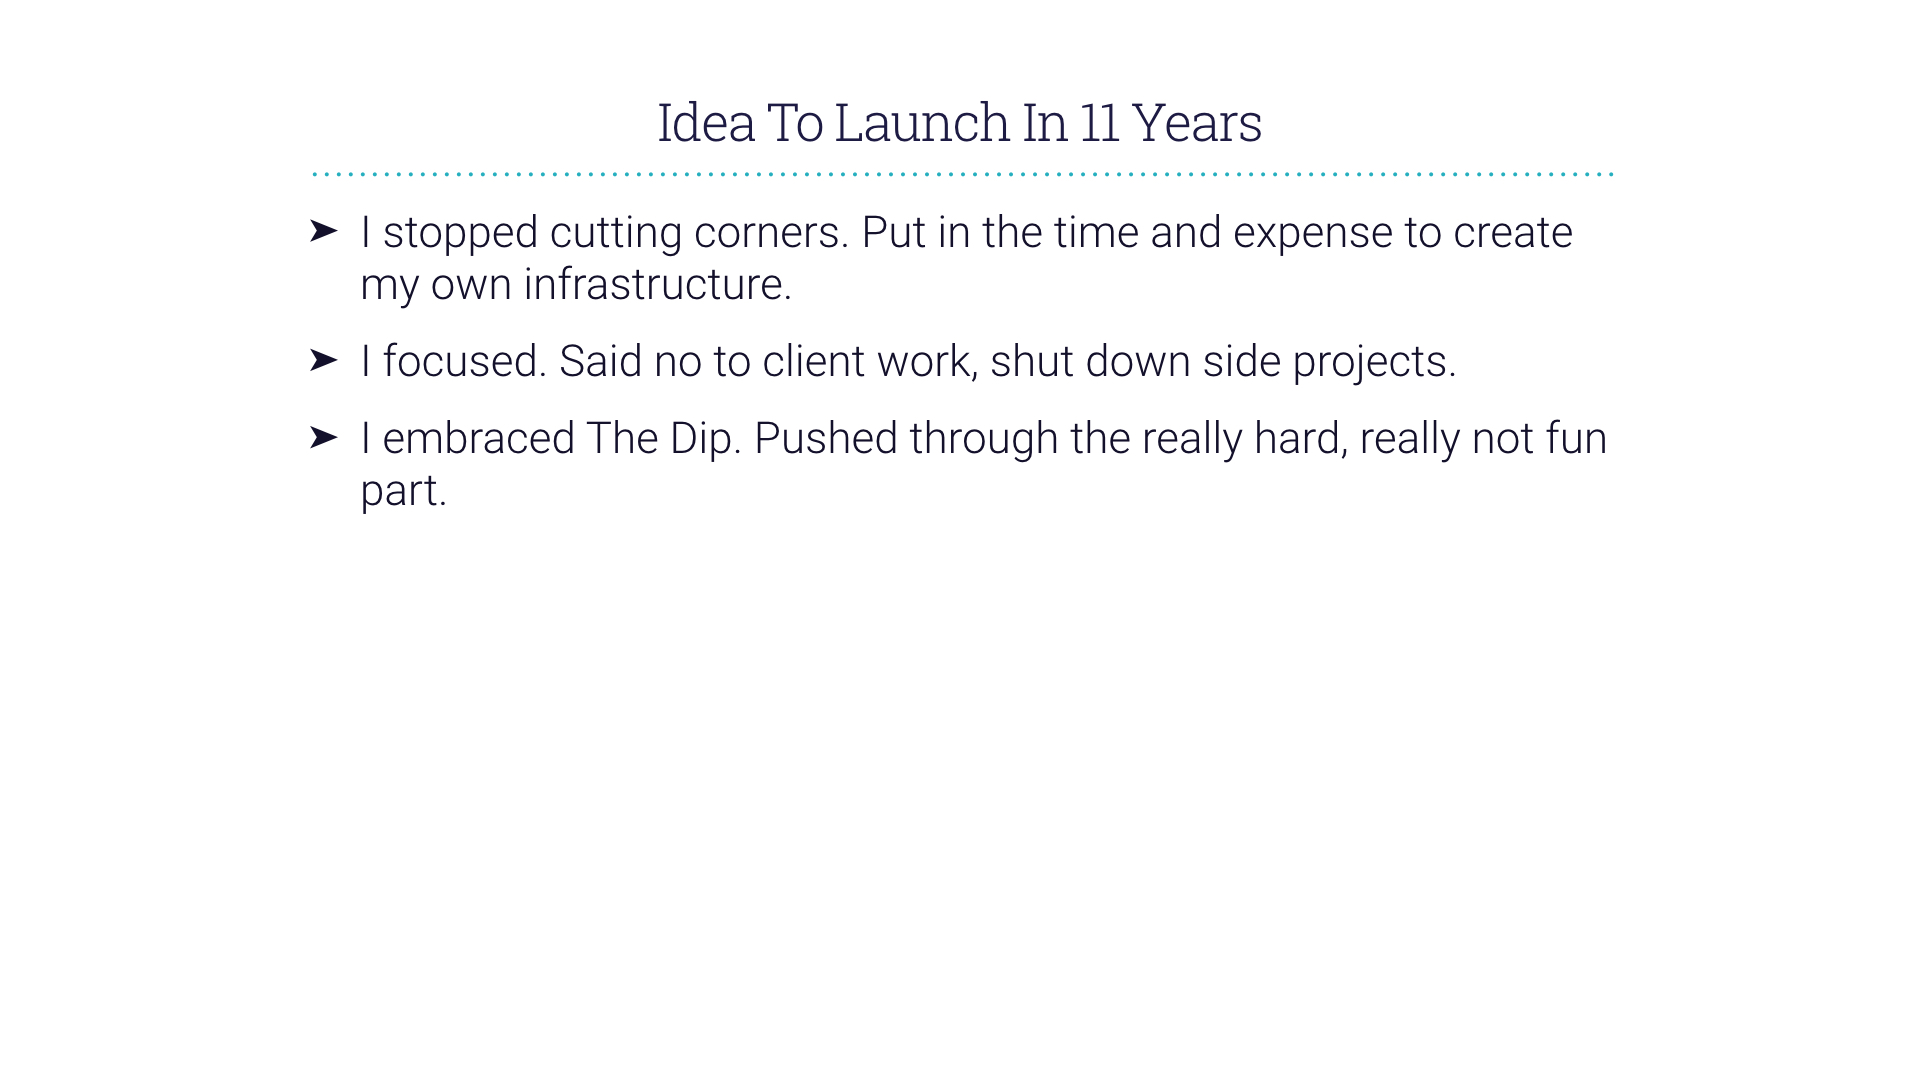 Idea To Launch In 11 Years
➤ I stopped cutting corners. Put in the time and expense to create
my own infrastructure.
➤ I focused. Said no to client work, shut down side projects.
➤ I embraced The Dip. Pushed through the really hard, really not fun
part.